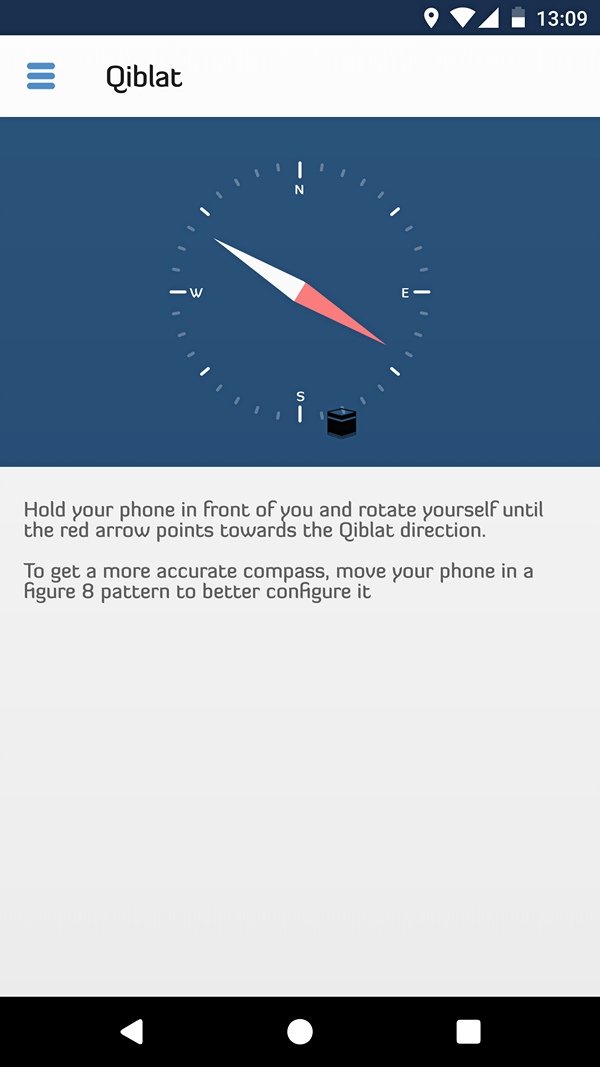 13:09
Qiblat
N
W
E
S
Hold your phone in front of you and rotate yourself until
the red arrow points towards the Qiblat direction.
To get a more accurate compass, move your phone in a
figure 8 pattern to better configure it